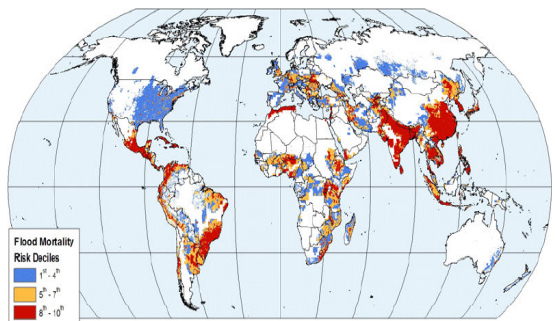 Flood Mortality
Risk Deciles
1st - 4th
5th - 7th
8th - 10th